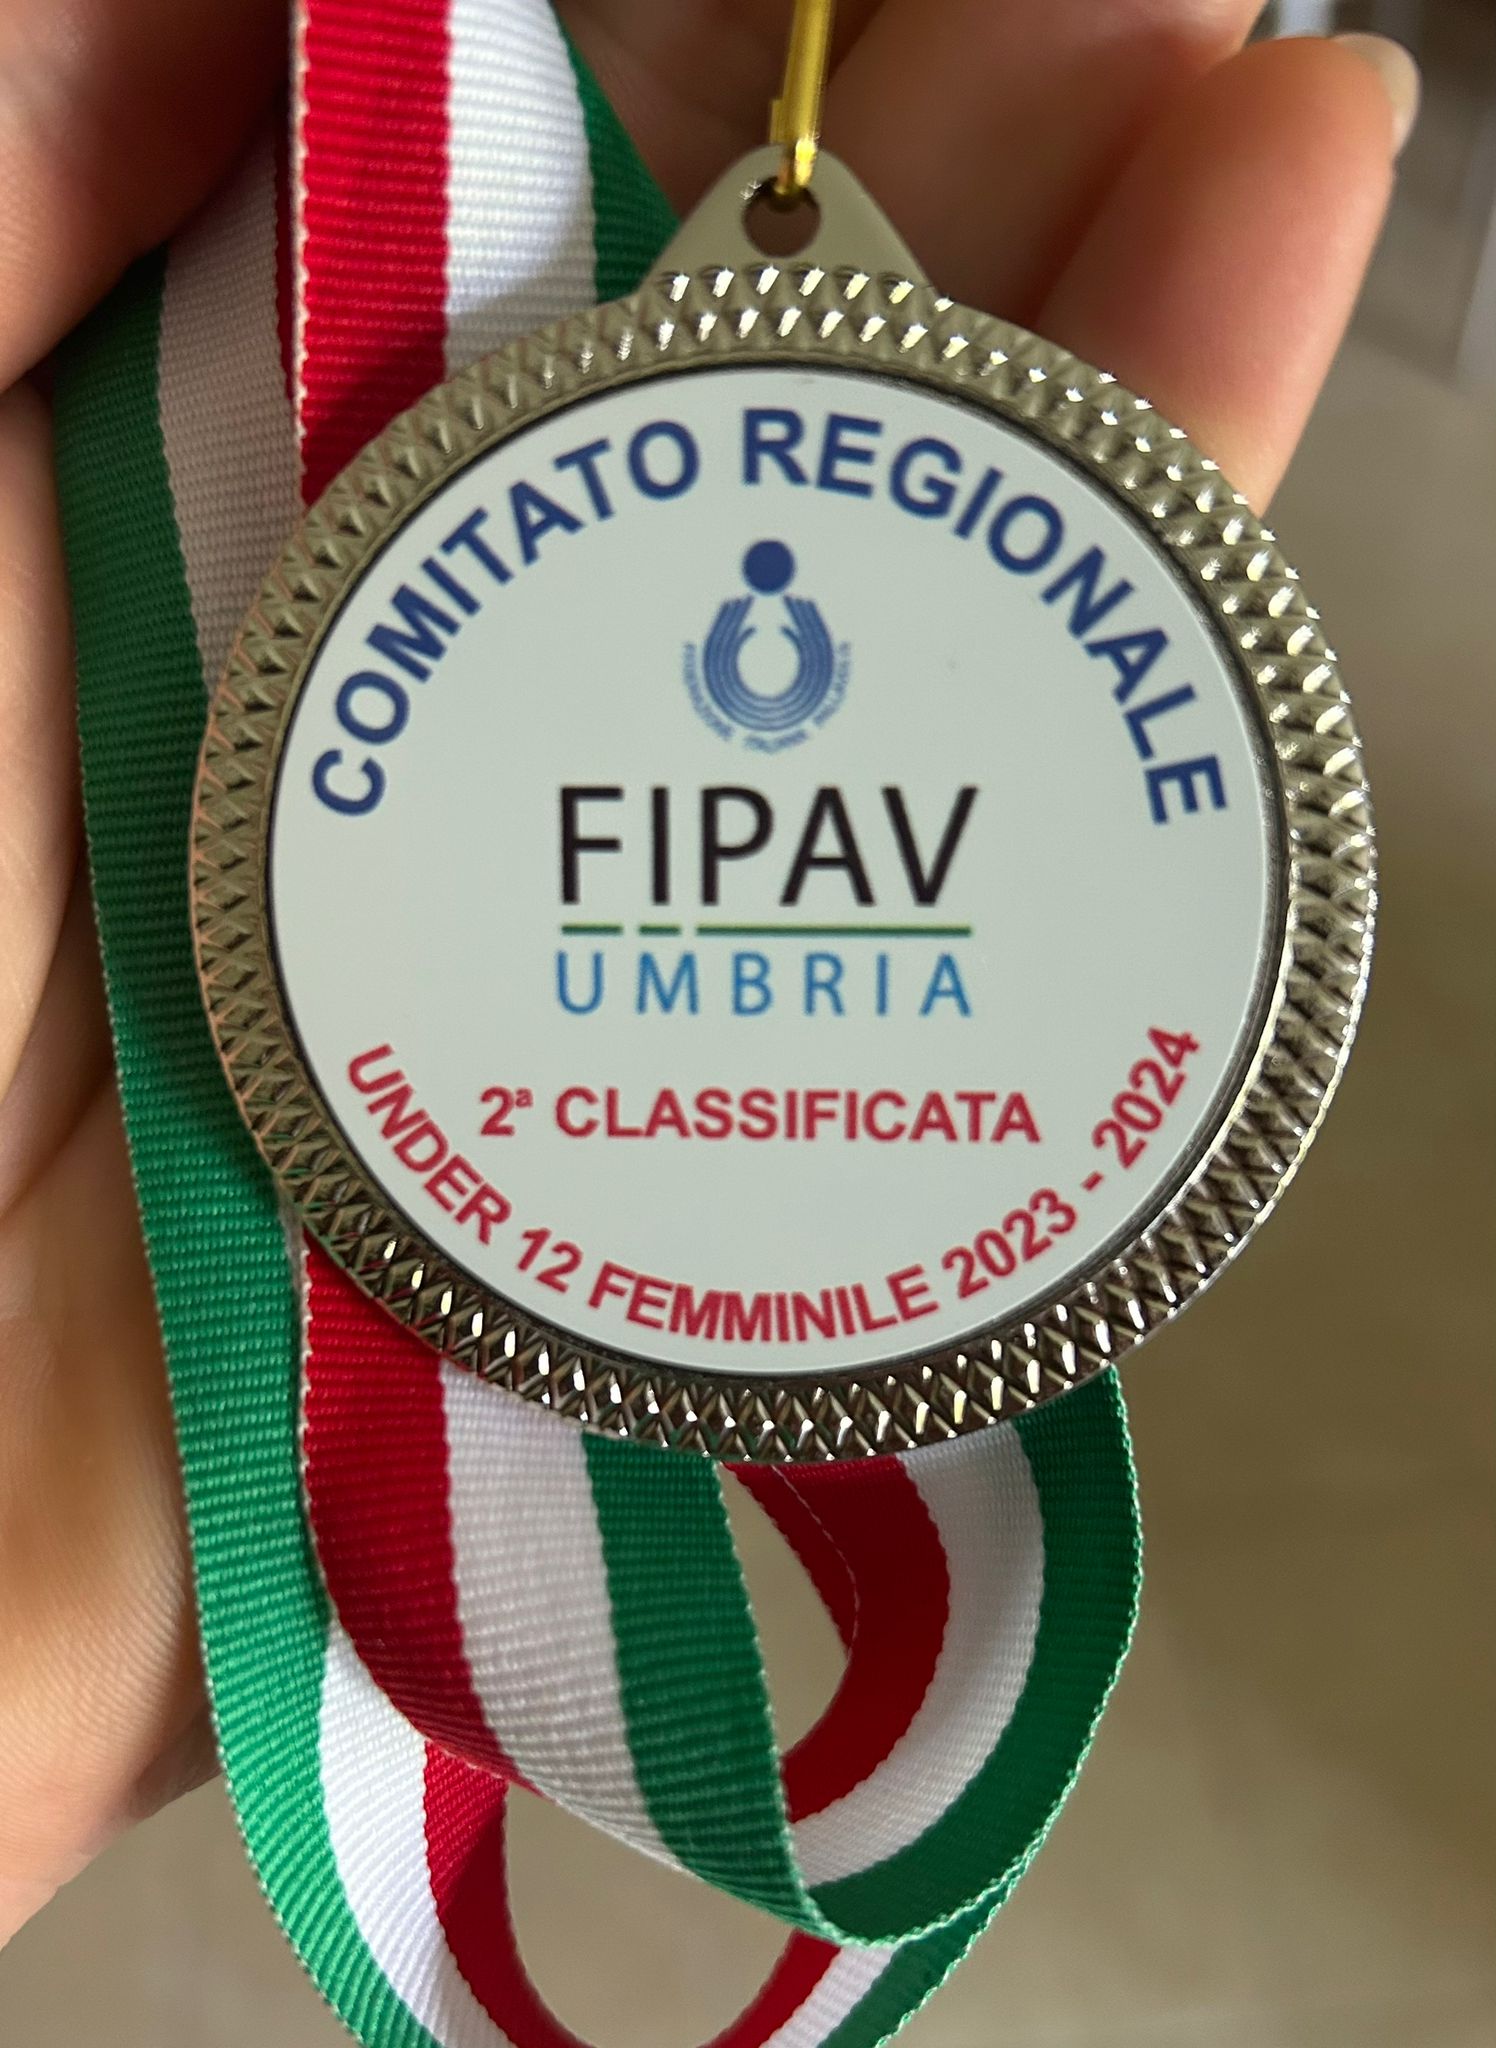 COMITATO REGIONALE
FIPAV
UMBRIA
2ª CLASSIFICATA
UNDER 12 FEMMINILE 2023 - 2024